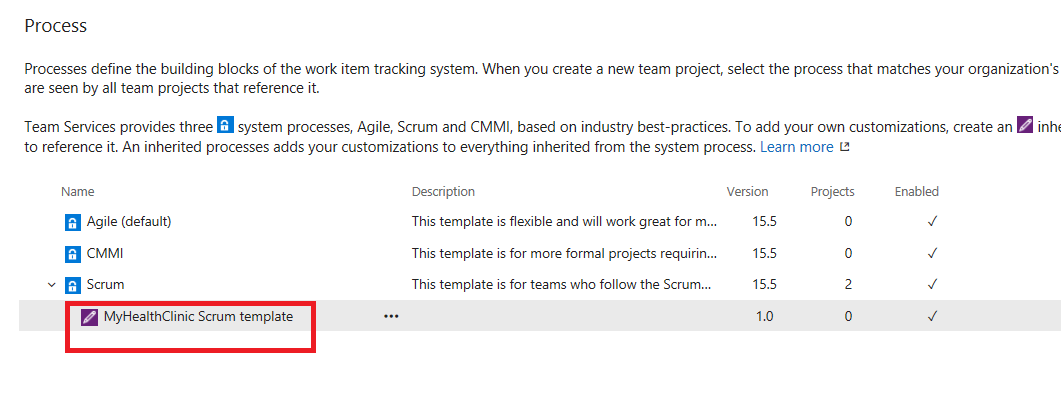 Process
Processes define the building blocks of the work item tracking system. When you create a new team project, select the process that matches your organization's
are seen by all team projects that reference it.
Team Services provides three system processes, Agile, Scrum and CMMI, based on industry best-practices. To add your own customizations, create an inhe
to reference it. An inherited processes adds your customizations to everything inherited from the system process. Learn more
Name Description Version Projects Enabled
Agile (default) This template is flexible and will work great for m... 15.5 0 ✓
CMMI This template is for more formal projects requirin... 15.5 0 ✓
Scrum This template is for teams who follow the Scrum... 15.5 2 ✓
MyHealthClinic Scrum template ••• 1.0 0 ✓